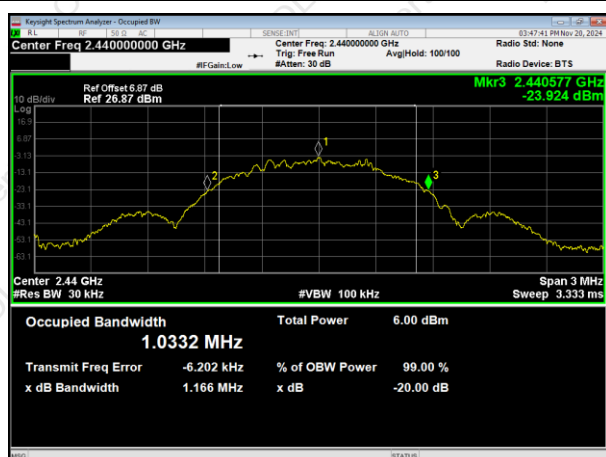 Keysight Spectrum Analyzer - Occupied BW
RL RF 50 Ω AC SENSE:INT ALIGN AUTO 03:47:41 PM Nov 28, 2024
Center Freq 2.440000000 GHz Center Freq: 2.440000000 GHz Radio Std: None
Trig: Free Run Avg|Hold: 100/100
#IFGain:Low #Atten: 30 dB Radio Device: BTS
Ref Offset 6.87 dB Mkr3 2.440577 GHz
10 dB/div Ref 26.87 dBm -23.924 dBm
Log
16.9
6.87
-3.13
-13.1
-23.1
-33.1
-43.1
-53.1
-63.1
1
2
3
Center 2.44 GHz Span 3 MHz
#Res BW 30 kHz #VBW 100 kHz Sweep 3.333 ms
Occupied Bandwidth Total Power 6.00 dBm
1.0332 MHz
Transmit Freq Error -6.202 kHz % of OBW Power 99.00 %
x dB Bandwidth 1.166 MHz x dB -20.00 dB
MSG STATUS